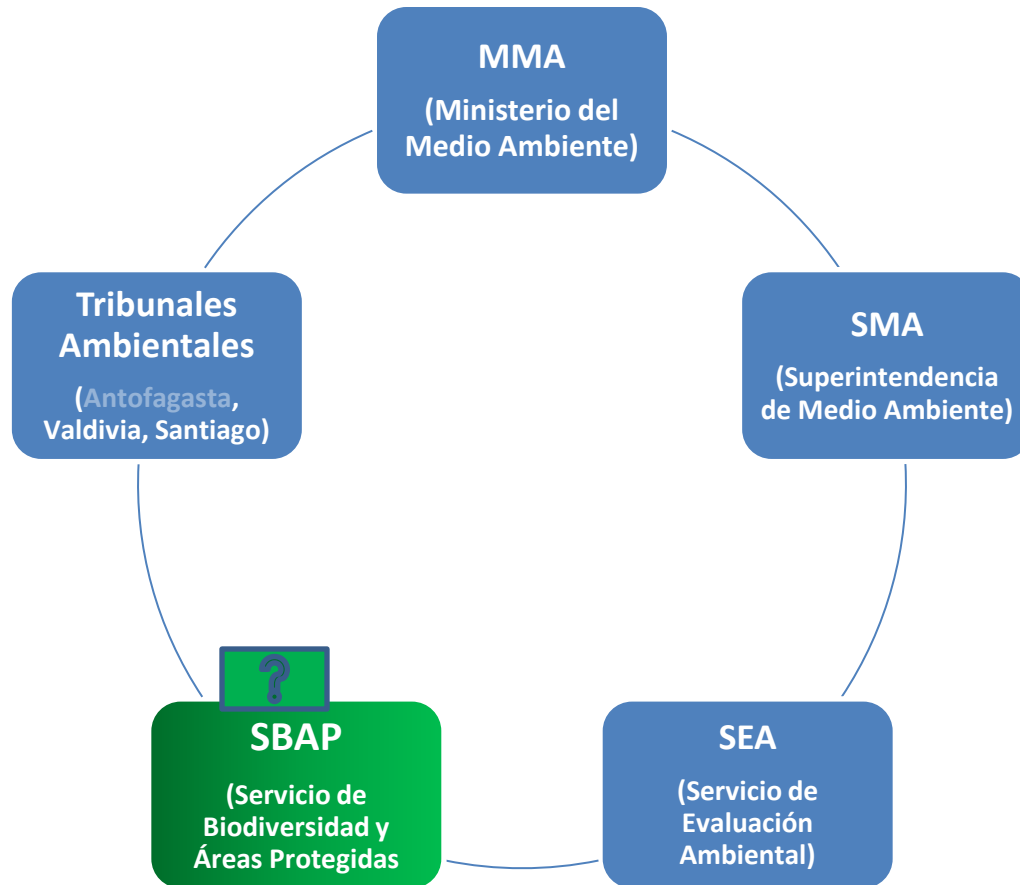 MMA
(Ministerio del
Medio Ambiente)
Tribunales
Ambientales
(Antofagasta,
Valdivia, Santiago)
SMA
(Superintendencia
de Medio Ambiente)
?
SBAP
(Servicio de
Biodiversidad y
Áreas Protegidas
SEA
(Servicio de
Evaluación
Ambiental)